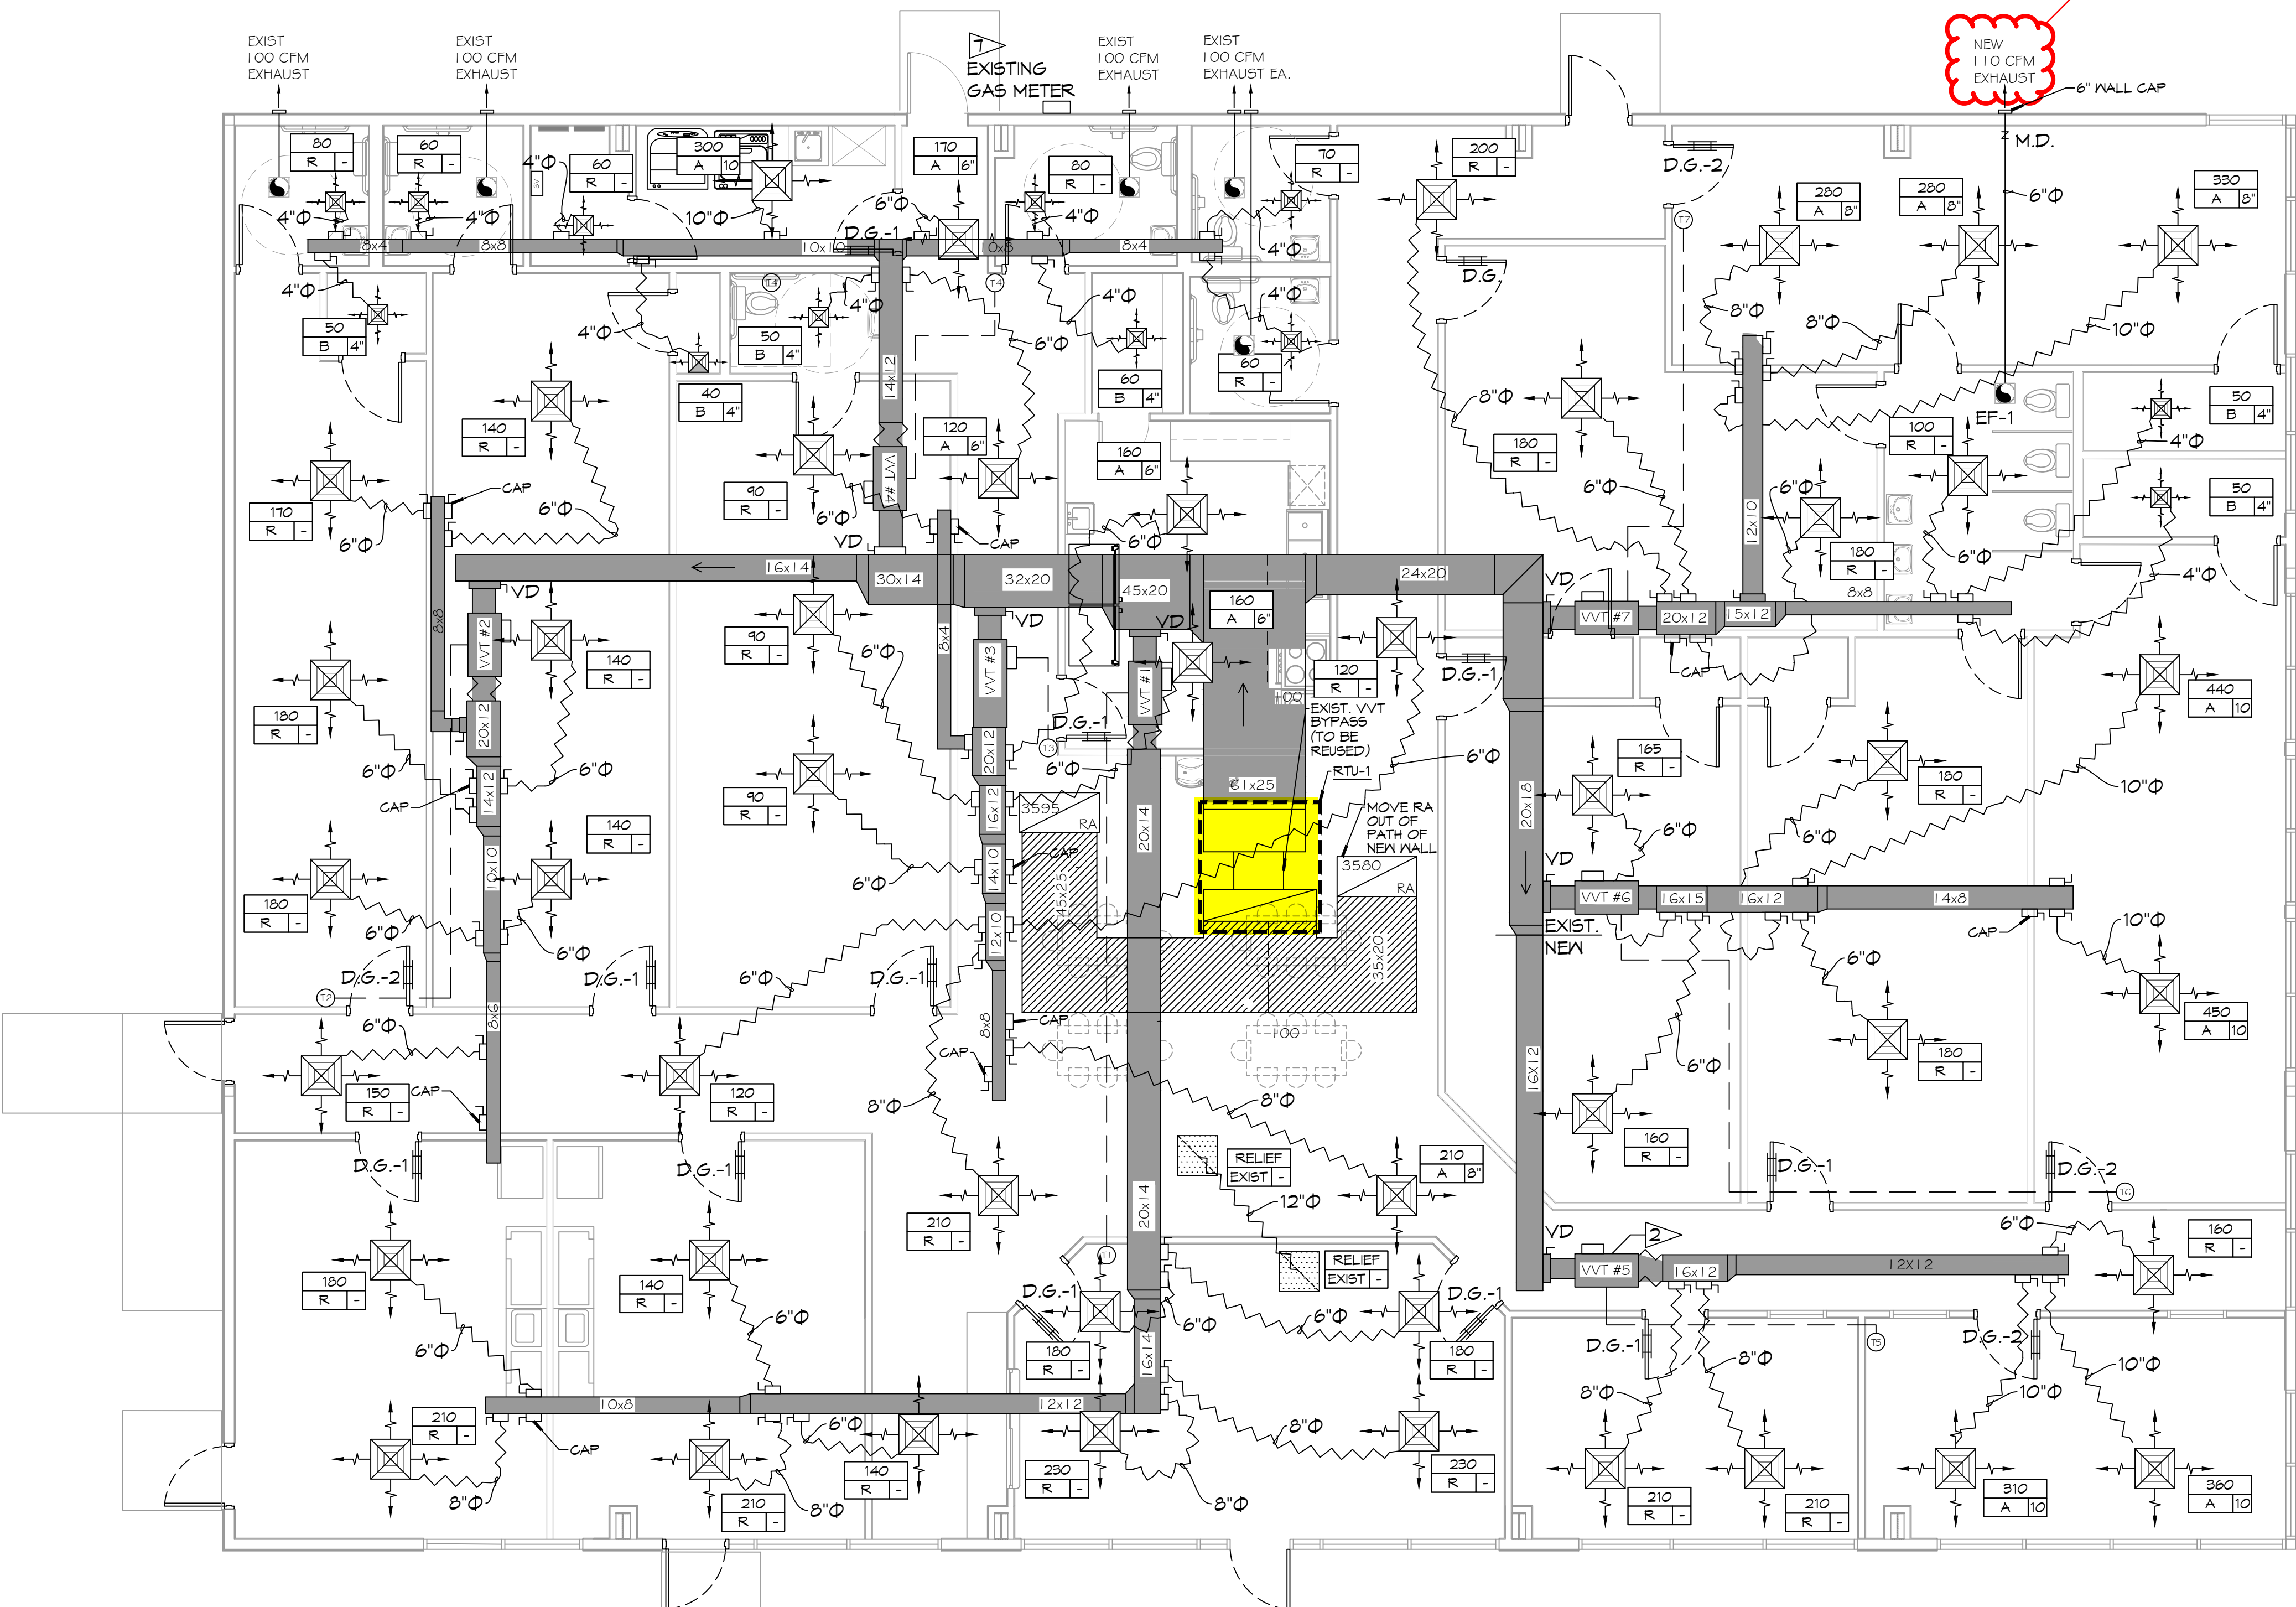 EXIST
100 CFM
EXHAUST
EXIST
100 CFM
EXHAUST
7
EXISTING
GAS METER
EXIST
100 CFM
EXHAUST
EXIST
100 CFM
EXHAUST EA.
NEW
110 CFM
EXHAUST
6" WALL CAP
M.D.
80
R -
60
R -
4"Φ
60
R -
300
A 10
170
A 6"
80
R -
70
R -
200
R -
D.G.-2
280
A 8"
280
A 8"
330
A 8"
6"Φ
4"Φ
4"Φ
10"Φ
6"Φ
4"Φ
4"Φ
T7
8x4
8x8
10x10
D.G.-1
10x8
8x4
D.G.
4"Φ
50
B 4"
4"Φ
50
B 4"
4"Φ
T4
4"Φ
4"Φ
6"Φ
60
R -
8"Φ
8"Φ
10"Φ
40
B 4"
14x12
60
B 4"
8"Φ
EF-1
50
B 4"
4"Φ
140
R -
120
A 6"
160
A 6"
180
R -
100
R -
170
R -
CAP
6"Φ
6"Φ
90
R -
6"Φ
VVT #4
CAP
6"Φ
6"Φ
6"Φ
12x10
180
R -
6"Φ
50
B 4"
4"Φ
VD
16x14
30x14
32x20
45x20
24x20
VD
VD
160
A 6"
VD
VD
8x8
8x8
VVT #2
140
R -
90
R -
6"Φ
8x4
VVT #3
VVT #1
120
R -
100
D.G.-1
VVT #7
20x12
15x12
CAP
180
R -
20x12
D.G.-1
T3
EXIST. VVT
BYPASS
(TO BE
REUSED)
RTU-1
6"Φ
165
R -
440
A 10
6"Φ
6"Φ
CAP
14x12
90
R -
20x12
6"Φ
16x12
3595
RA
61x25
MOVE RA
OUT OF
PATH OF
NEW WALL
20x18
180
R -
10"Φ
6"Φ
6"Φ
140
R -
10x10
6"Φ
14x10
CAP
45x25
20x14
3580
RA
VD
VVT #6
16x15
16x12
14x8
180
R -
6"Φ
6"Φ
12x10
35x20
EXIST.
NEW
CAP
10"Φ
D.G.-2
T2
D.G.-1
6"Φ
D.G.-1
6"Φ
450
A 10
6"Φ
8x6
8x8
CAP
CAP
100
16X12
6"Φ
180
R -
150
R -
CAP
120
R -
8"Φ
8"Φ
160
R -
D.G.-1
D.G.-1
RELIEF
EXIST -
210
A 8"
D.G.-1
D.G.-2
12"Φ
20x14
T6
210
R -
T1
RELIEF
EXIST -
VD
2
6"Φ
160
R -
180
R -
140
R -
D.G.-1
D.G.-1
VVT #5
16x12
12X12
6"Φ
6"Φ
6"Φ
6"Φ
180
R -
16x14
180
R -
D.G.-1
T5
D.G.-2
8"Φ
8"Φ
10"Φ
10"Φ
10x8
12x12
210
R -
CAP
6"Φ
8"Φ
8"Φ
210
R -
8"Φ
140
R -
230
R -
8"Φ
230
R -
210
R -
210
R -
310
A 10
360
A 10